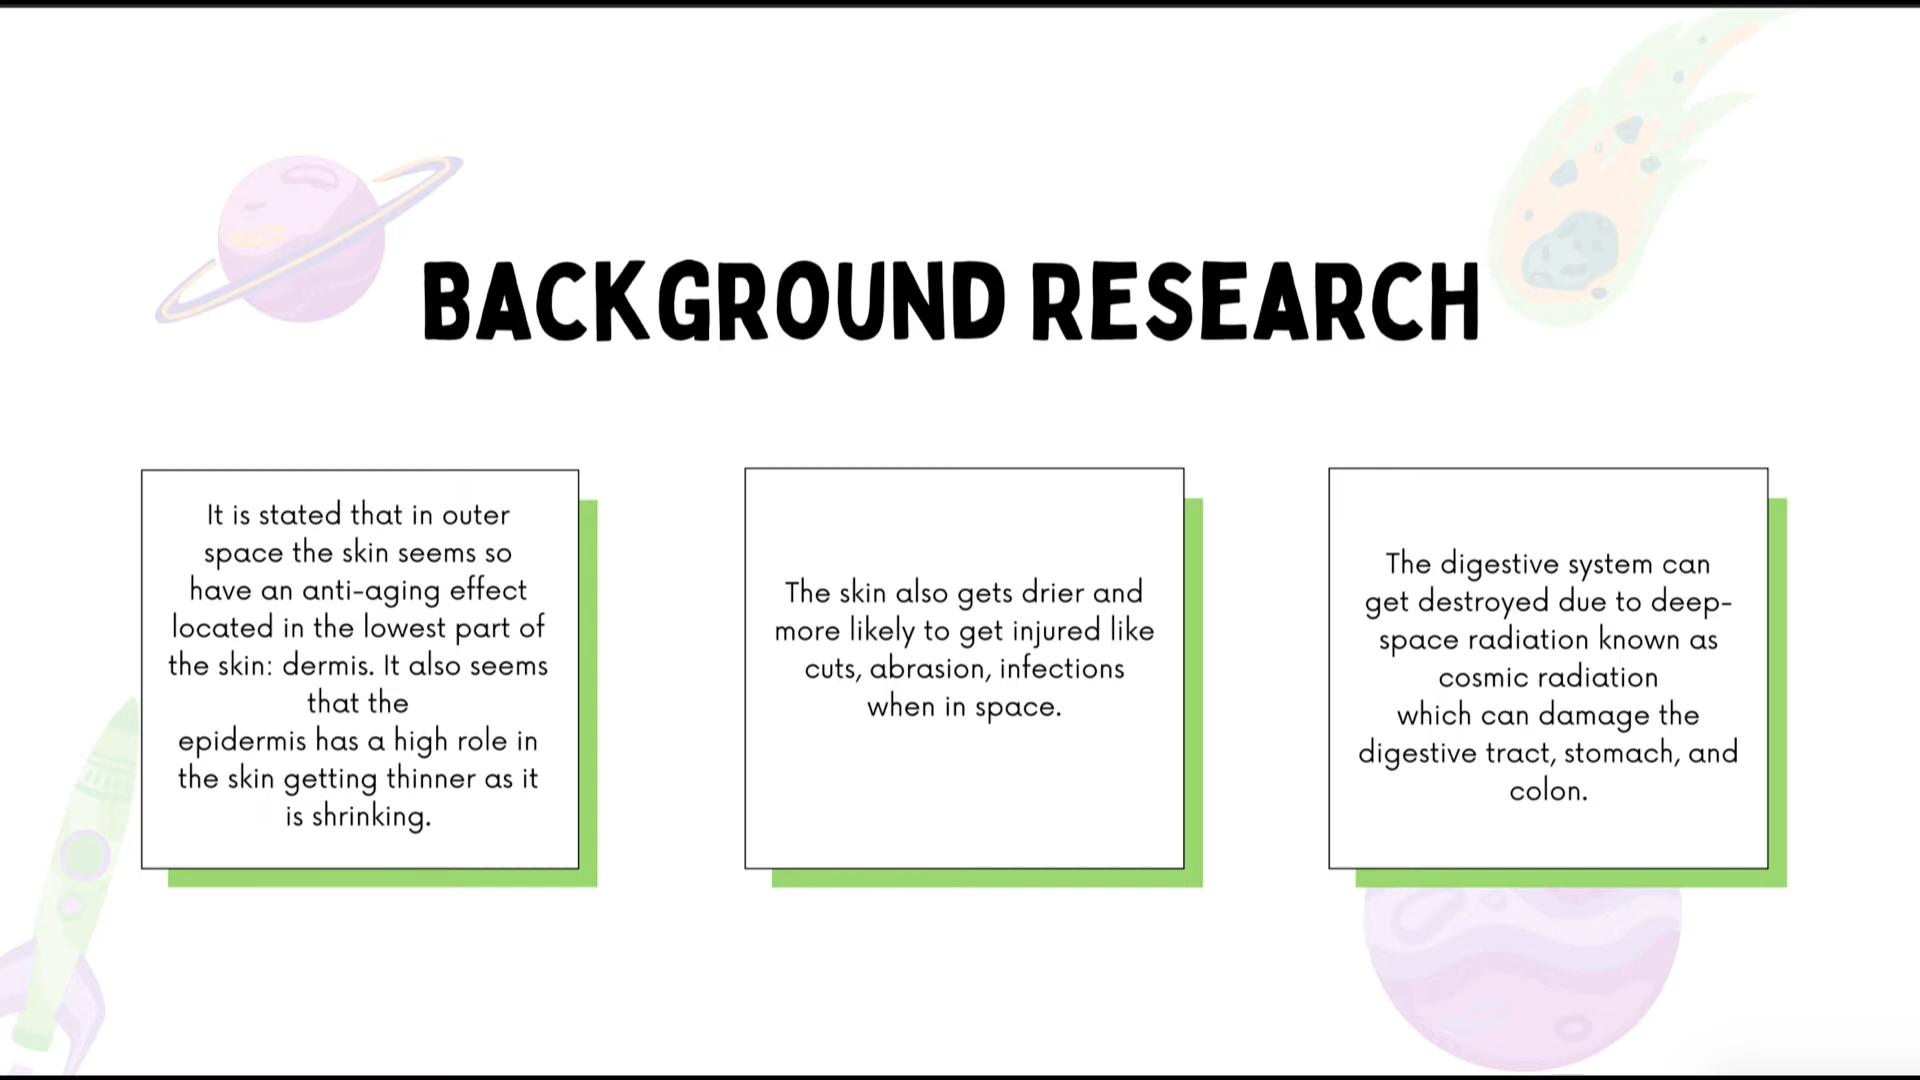 BACKGROUND RESEARCH
It is stated that in outer
space the skin seems so
have an anti-aging effect
located in the lowest part of
the skin: dermis. It also seems
that the
epidermis has a high role in
the skin getting thinner as it
is shrinking.
The skin also gets drier and
more likely to get injured like
cuts, abrasion, infections
when in space.
The digestive system can
get destroyed due to deep-
space radiation known as
cosmic radiation
which can damage the
digestive tract, stomach, and
colon.